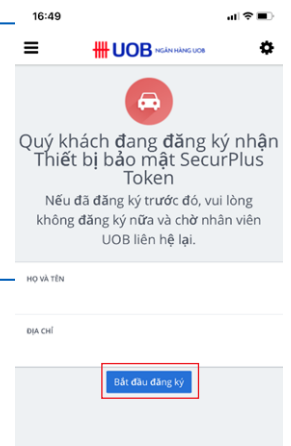 16:49
UOB NGÂN HÀNG UOB
Quý khách đang đăng ký nhận
Thiết bị bảo mật SecurPlus
Token
Nếu đã đăng ký trước đó, vui lòng
không đăng ký nữa và chờ nhân viên
UOB liên hệ lại.
HỌ VÀ TÊN
ĐỊA CHỈ
Bắt đầu đăng ký